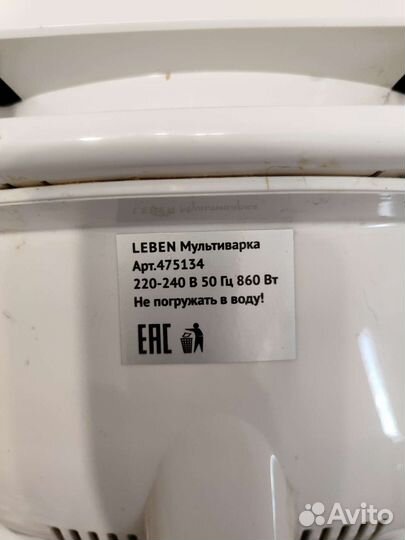 LEBEN Мультиварка
Арт.475134
220-240 В 50 Гц 860 Вт
Не погружать в воду!
EAC
Avito